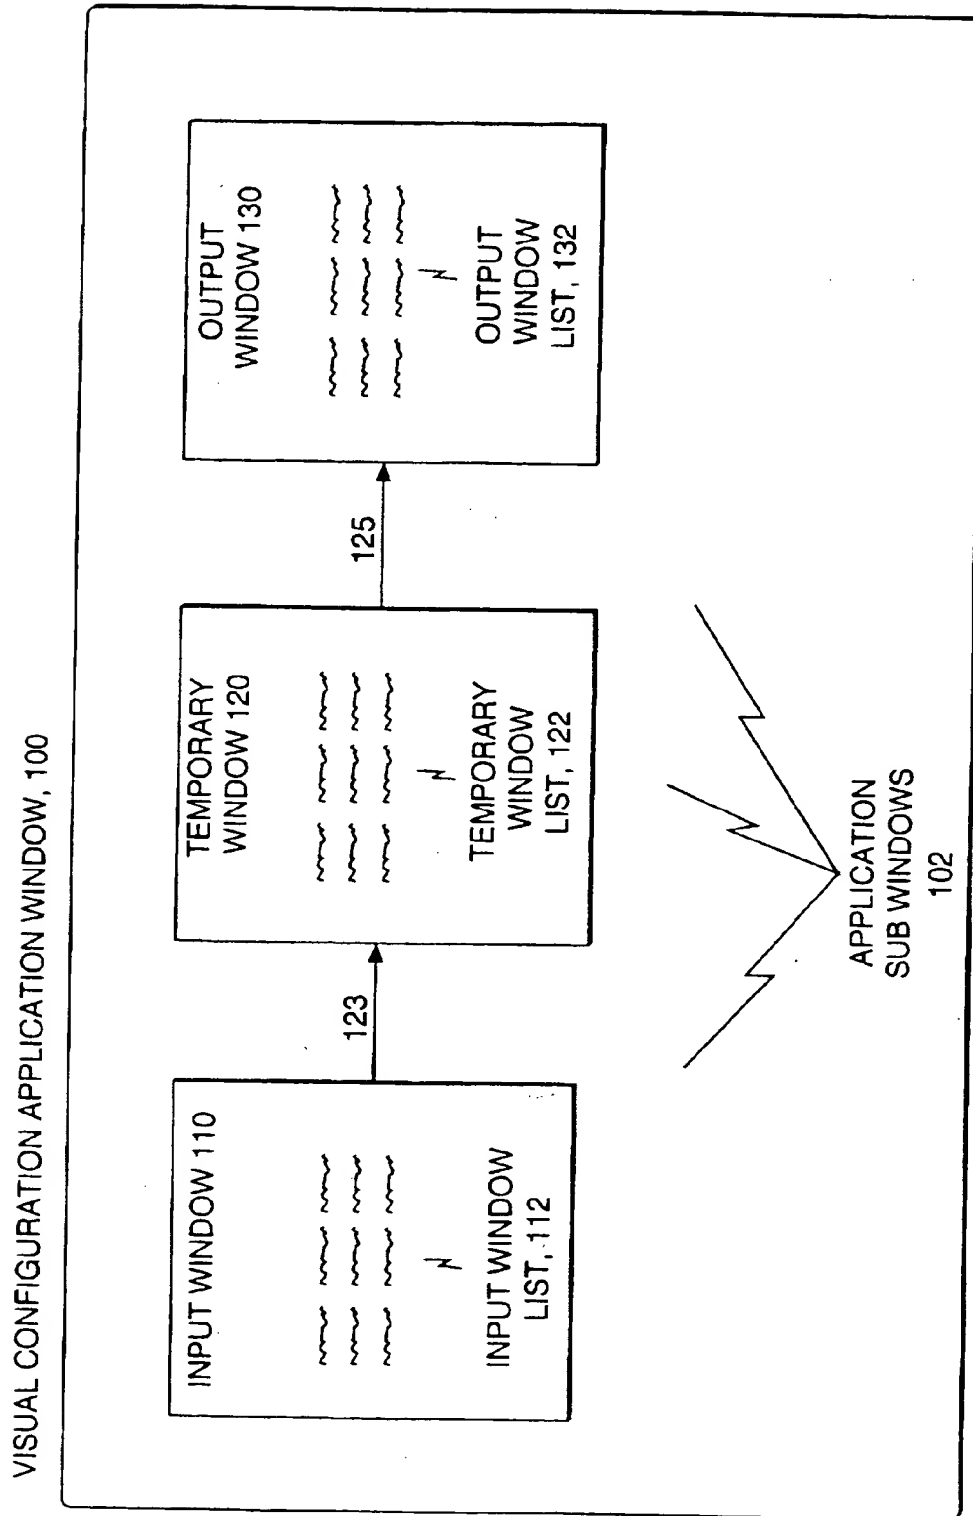 VISUAL CONFIGURATION APPLICATION WINDOW, 100
INPUT WINDOW 110
INPUT WINDOW
LIST, 112
123
TEMPORARY
WINDOW 120
TEMPORARY
WINDOW
LIST, 122
125
OUTPUT
WINDOW 130
OUTPUT
WINDOW
LIST, 132
APPLICATION
SUB WINDOWS
102